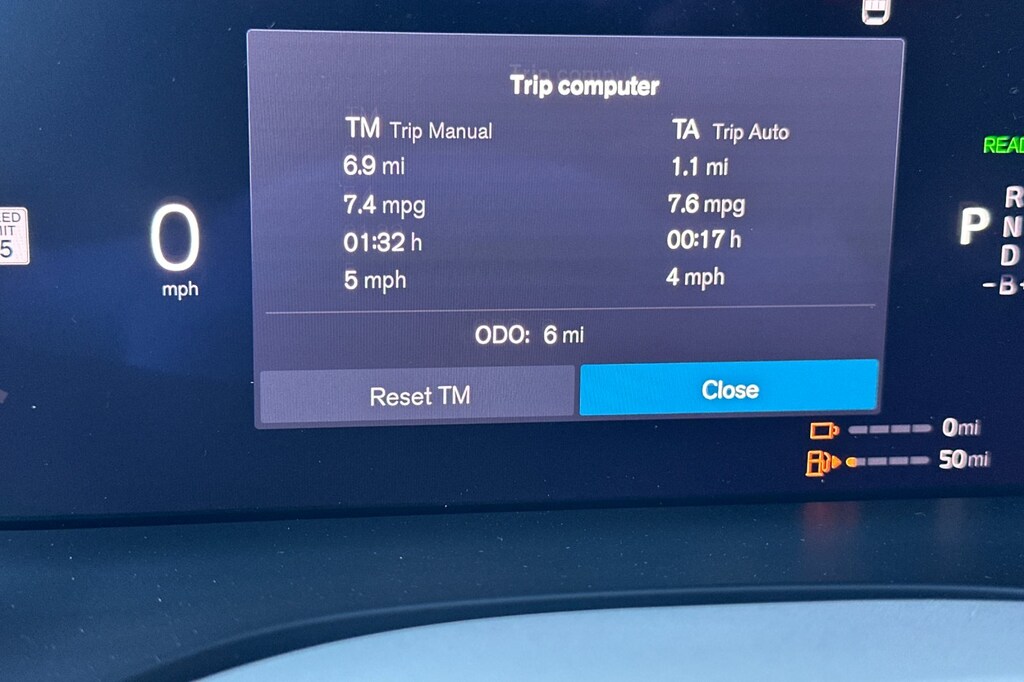 Trip computer
TM Trip Manual
TA Trip Auto
6.9 mi
1.1 mi
7.4 mpg
7.6 mpg
01:32 h
00:17 h
5 mph
4 mph
ODO: 6 mi
Reset TM
Close
0
mph
5
P
R
N
D
-B+
0mi
50mi